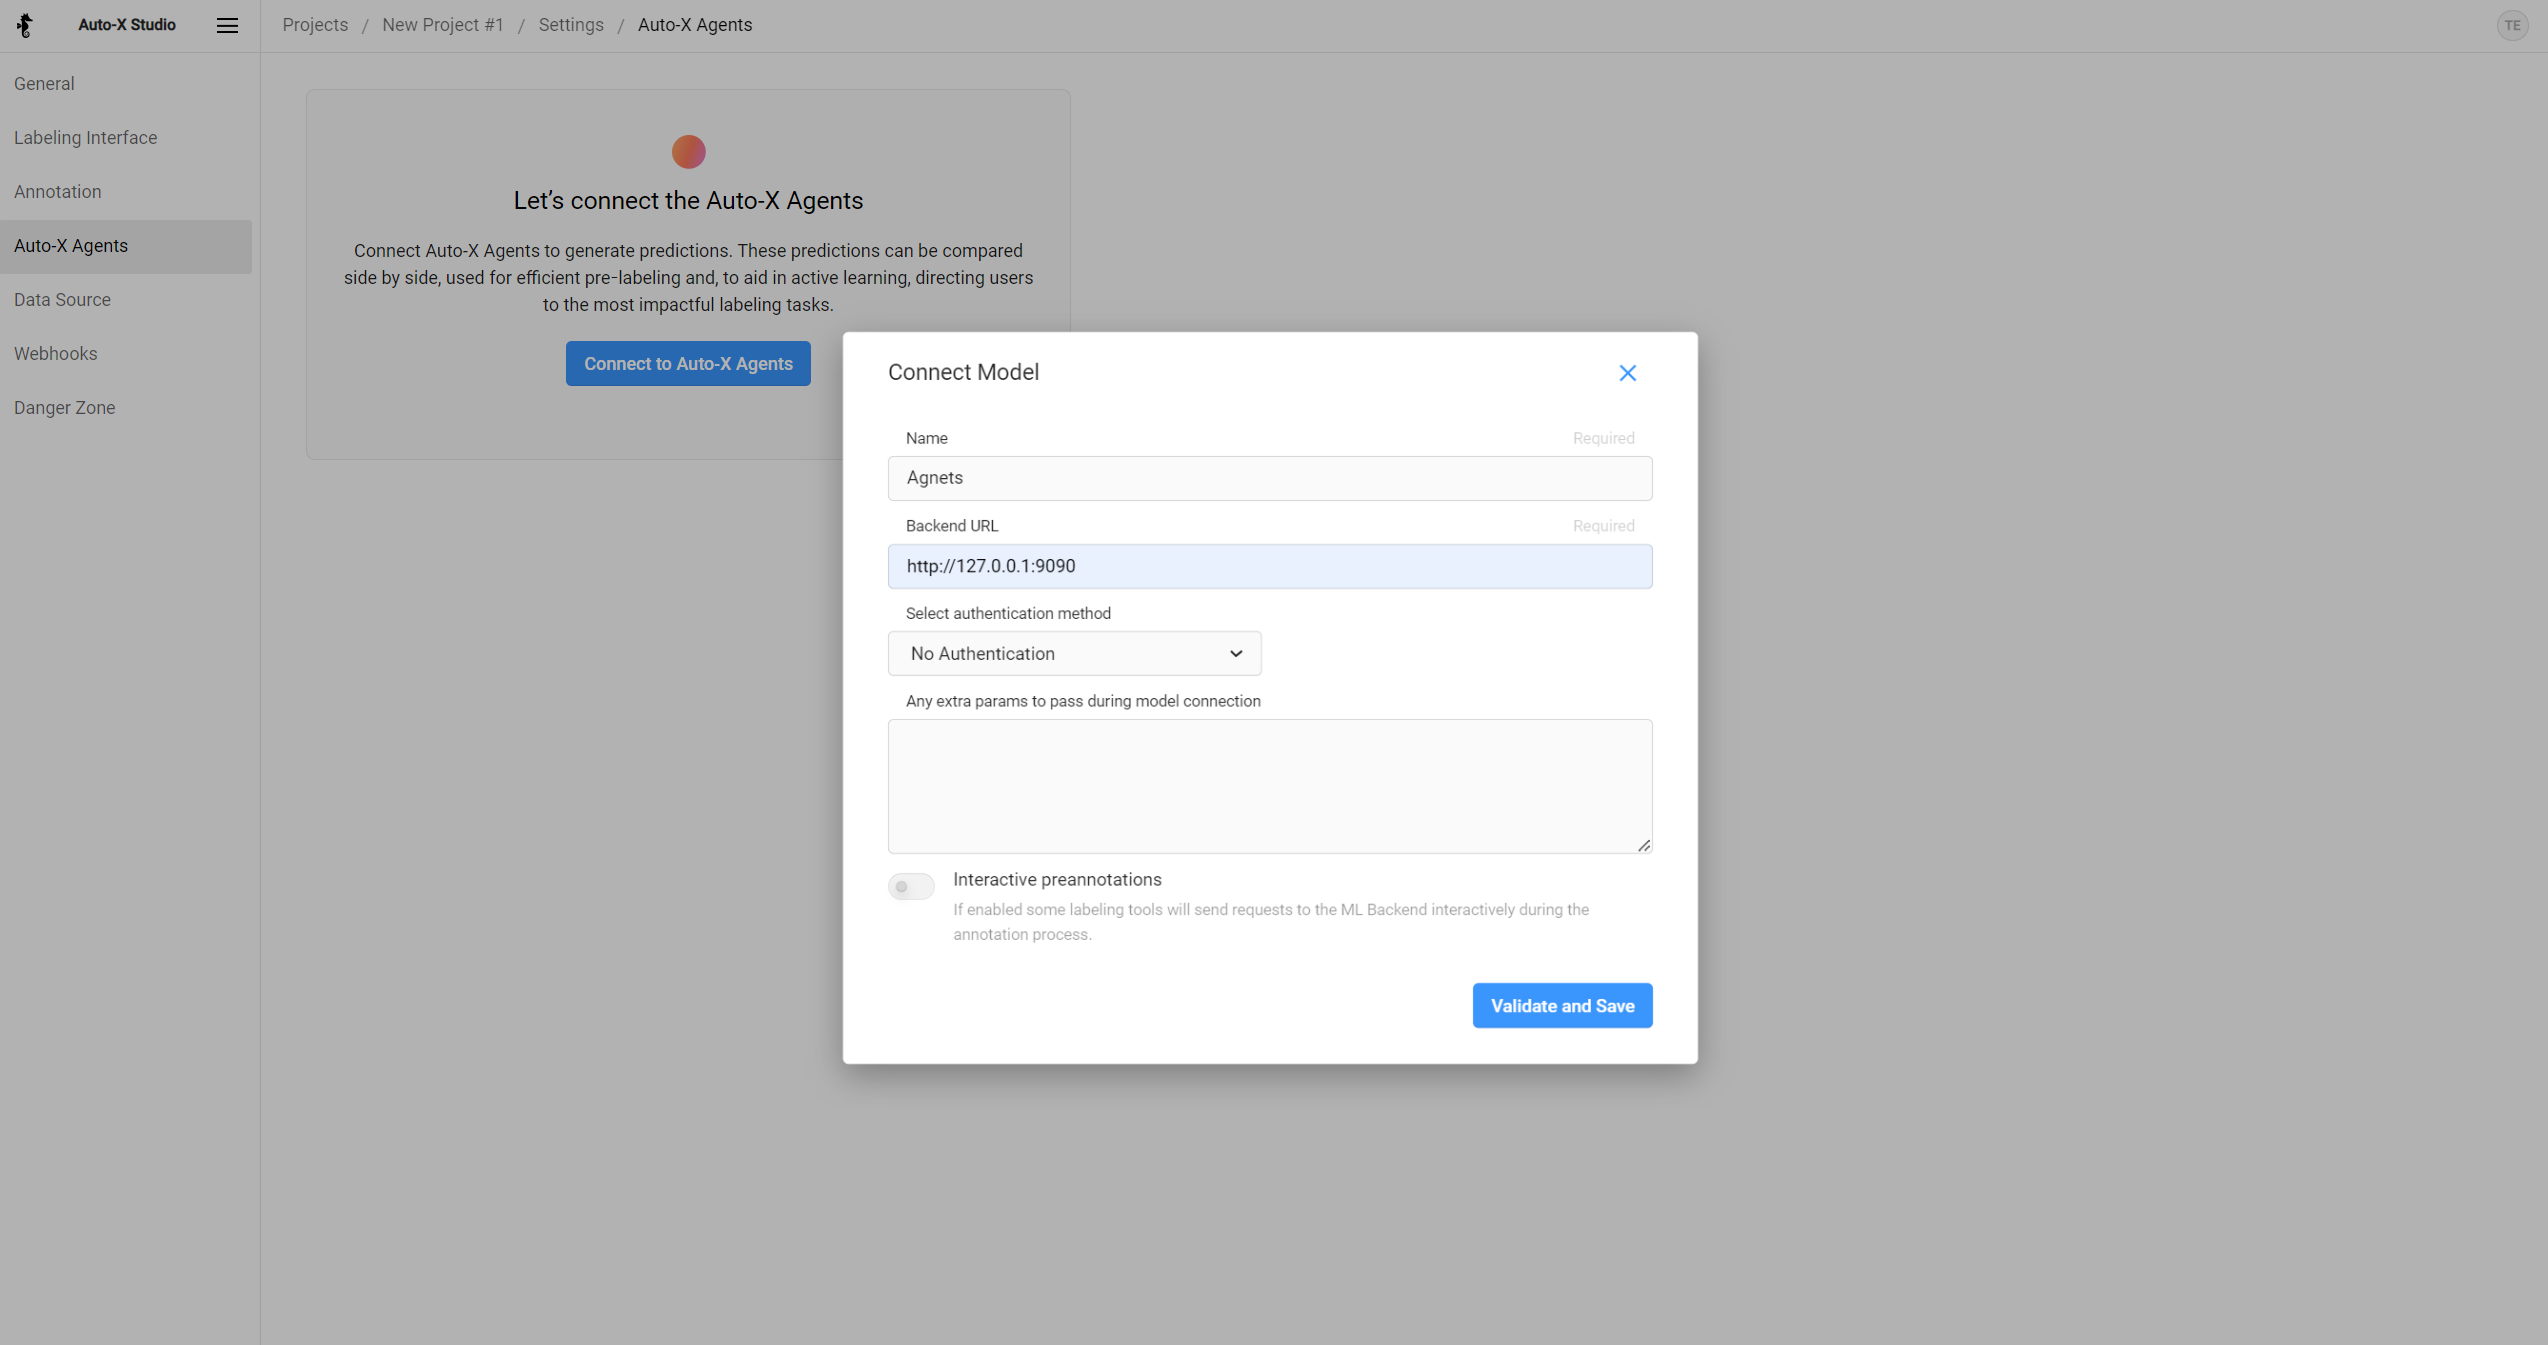 Auto-X Studio
Projects / New Project #1 / Settings / Auto-X Agents
TE
General
Labeling Interface
Annotation
Auto-X Agents
Data Source
Webhooks
Danger Zone
Let’s connect the Auto-X Agents
Connect Auto-X Agents to generate predictions. These predictions can be compared
side by side, used for efficient pre-labeling and, to aid in active learning, directing users
to the most impactful labeling tasks.
Connect to Auto-X Agents
Connect Model
Name Required
Agnets
Backend URL Required
http://127.0.0.1:9090
Select authentication method
No Authentication
Any extra params to pass during model connection
Interactive preannotations
If enabled some labeling tools will send requests to the ML Backend interactively during the
annotation process.
Validate and Save